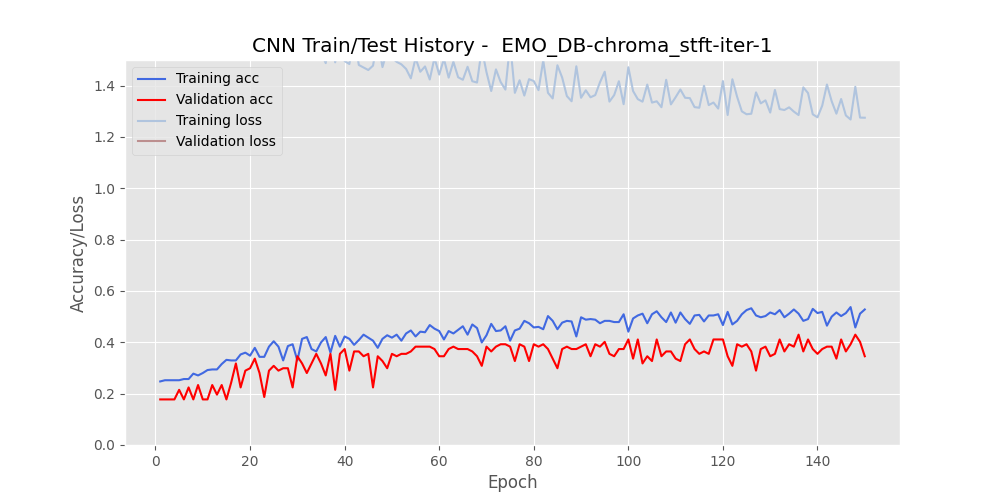 CNN Train/Test History -  EMO_DB-chroma_stft-iter-1
Training acc
Validation acc
Training loss
Validation loss
1.4
1.2
1.0
0.8
0.6
0.4
0.2
0.0
Accuracy/Loss
0 20 40 60 80 100 120 140
Epoch